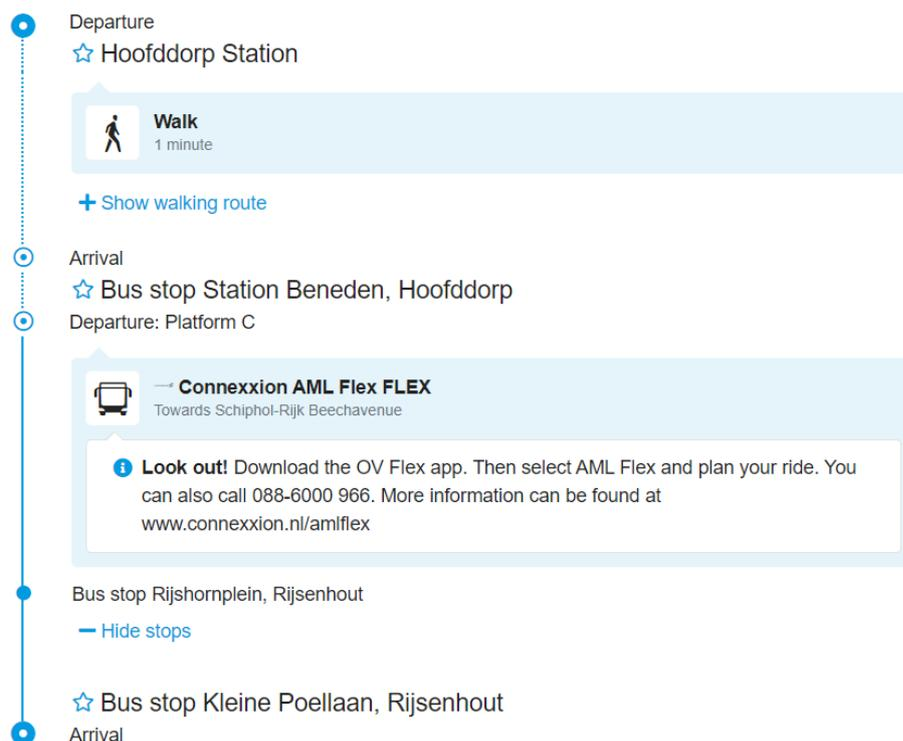 Departure
Hoofddorp Station
Walk
1 minute
Show walking route
Arrival
Bus stop Station Beneden, Hoofddorp
Departure: Platform C
Connexxion AML Flex FLEX
Towards Schiphol-Rijk Beechavenue
Look out! Download the OV Flex app. Then select AML Flex and plan your ride. You
can also call 088-6000 966. More information can be found at
www.connexxion.nl/amlflex
Bus stop Rijshornplein, Rijsenhout
Hide stops
Bus stop Kleine Poellaan, Rijsenhout
Arrival